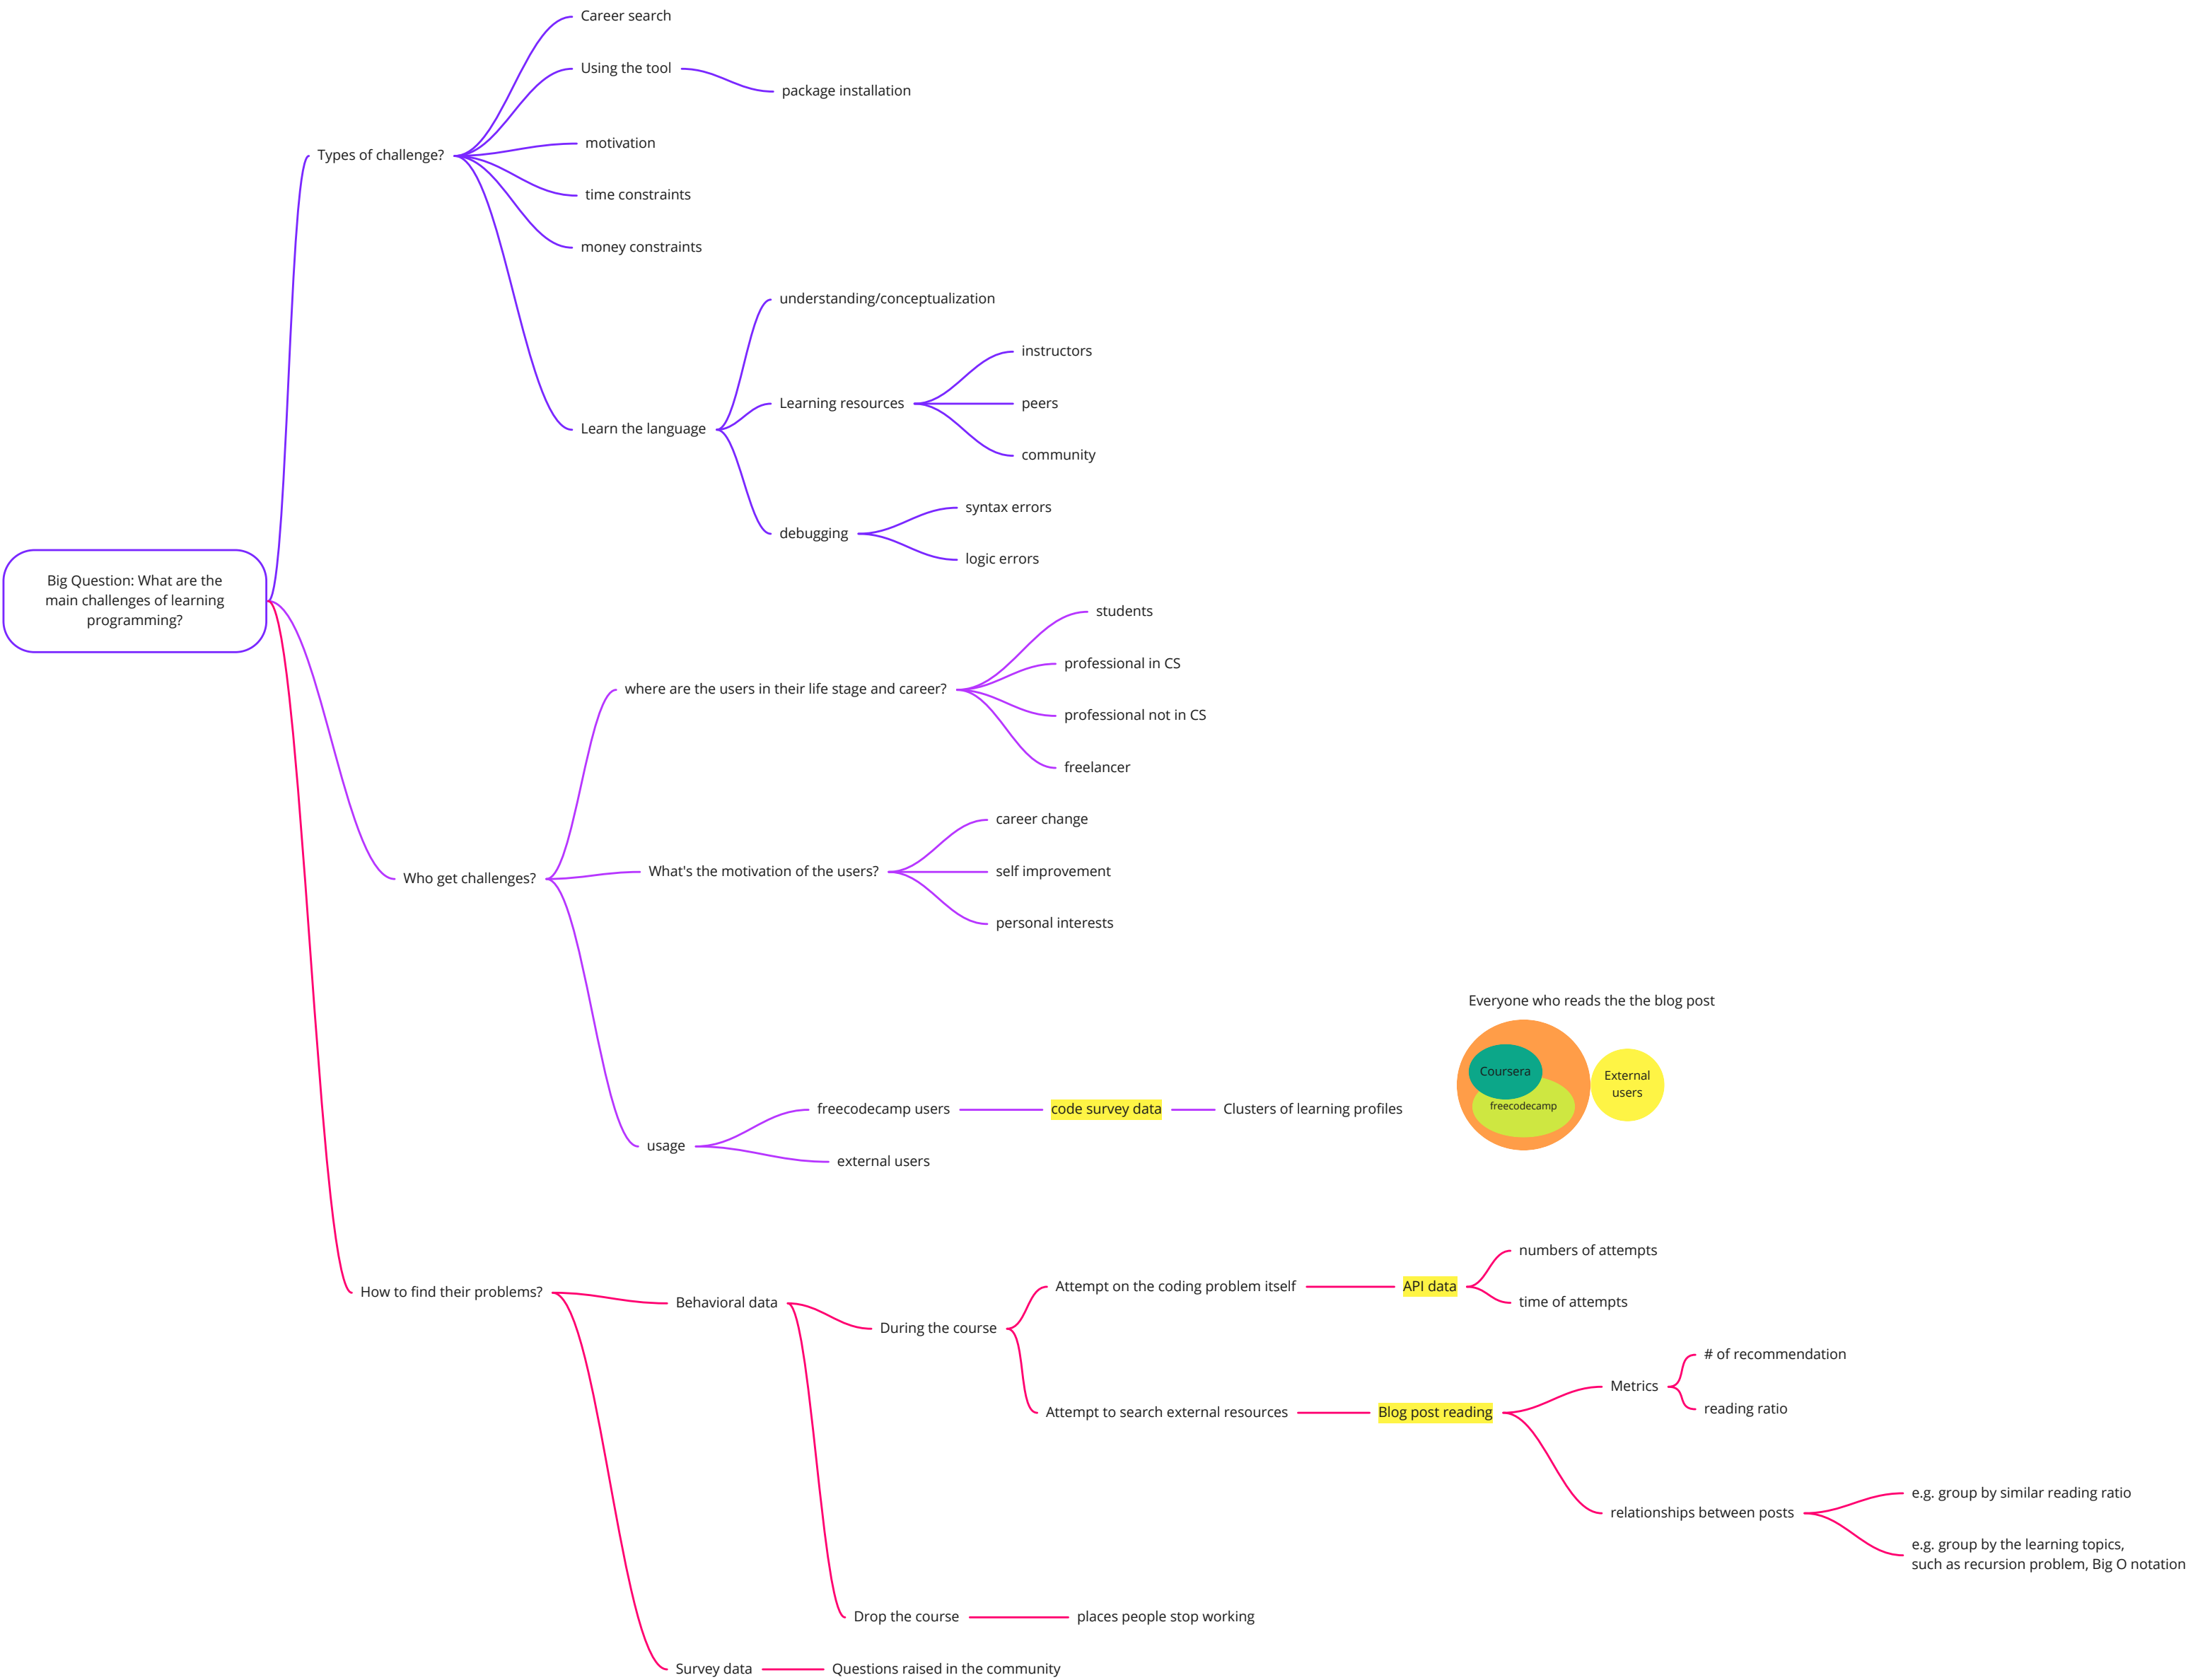 Career search
Using the tool
package installation
motivation
Types of challenge?
time constraints
money constraints
understanding/conceptualization
instructors
Learning resources
peers
Learn the language
community
syntax errors
debugging
logic errors
Big Question: What are the
main challenges of learning
programming?
students
professional in CS
where are the users in their life stage and career?
professional not in CS
freelancer
career change
What's the motivation of the users?
self improvement
Who get challenges?
personal interests
Everyone who reads the the blog post
Coursera
External
users
freecodecamp
freecodecamp users
code survey data
Clusters of learning profiles
usage
external users
numbers of attempts
How to find their problems?
Attempt on the coding problem itself
API data
Behavioral data
time of attempts
During the course
# of recommendation
Metrics
reading ratio
Attempt to search external resources
Blog post reading
e.g. group by similar reading ratio
relationships between posts
e.g. group by the learning topics,
such as recursion problem, Big O notation
Drop the course
places people stop working
Survey data
Questions raised in the community